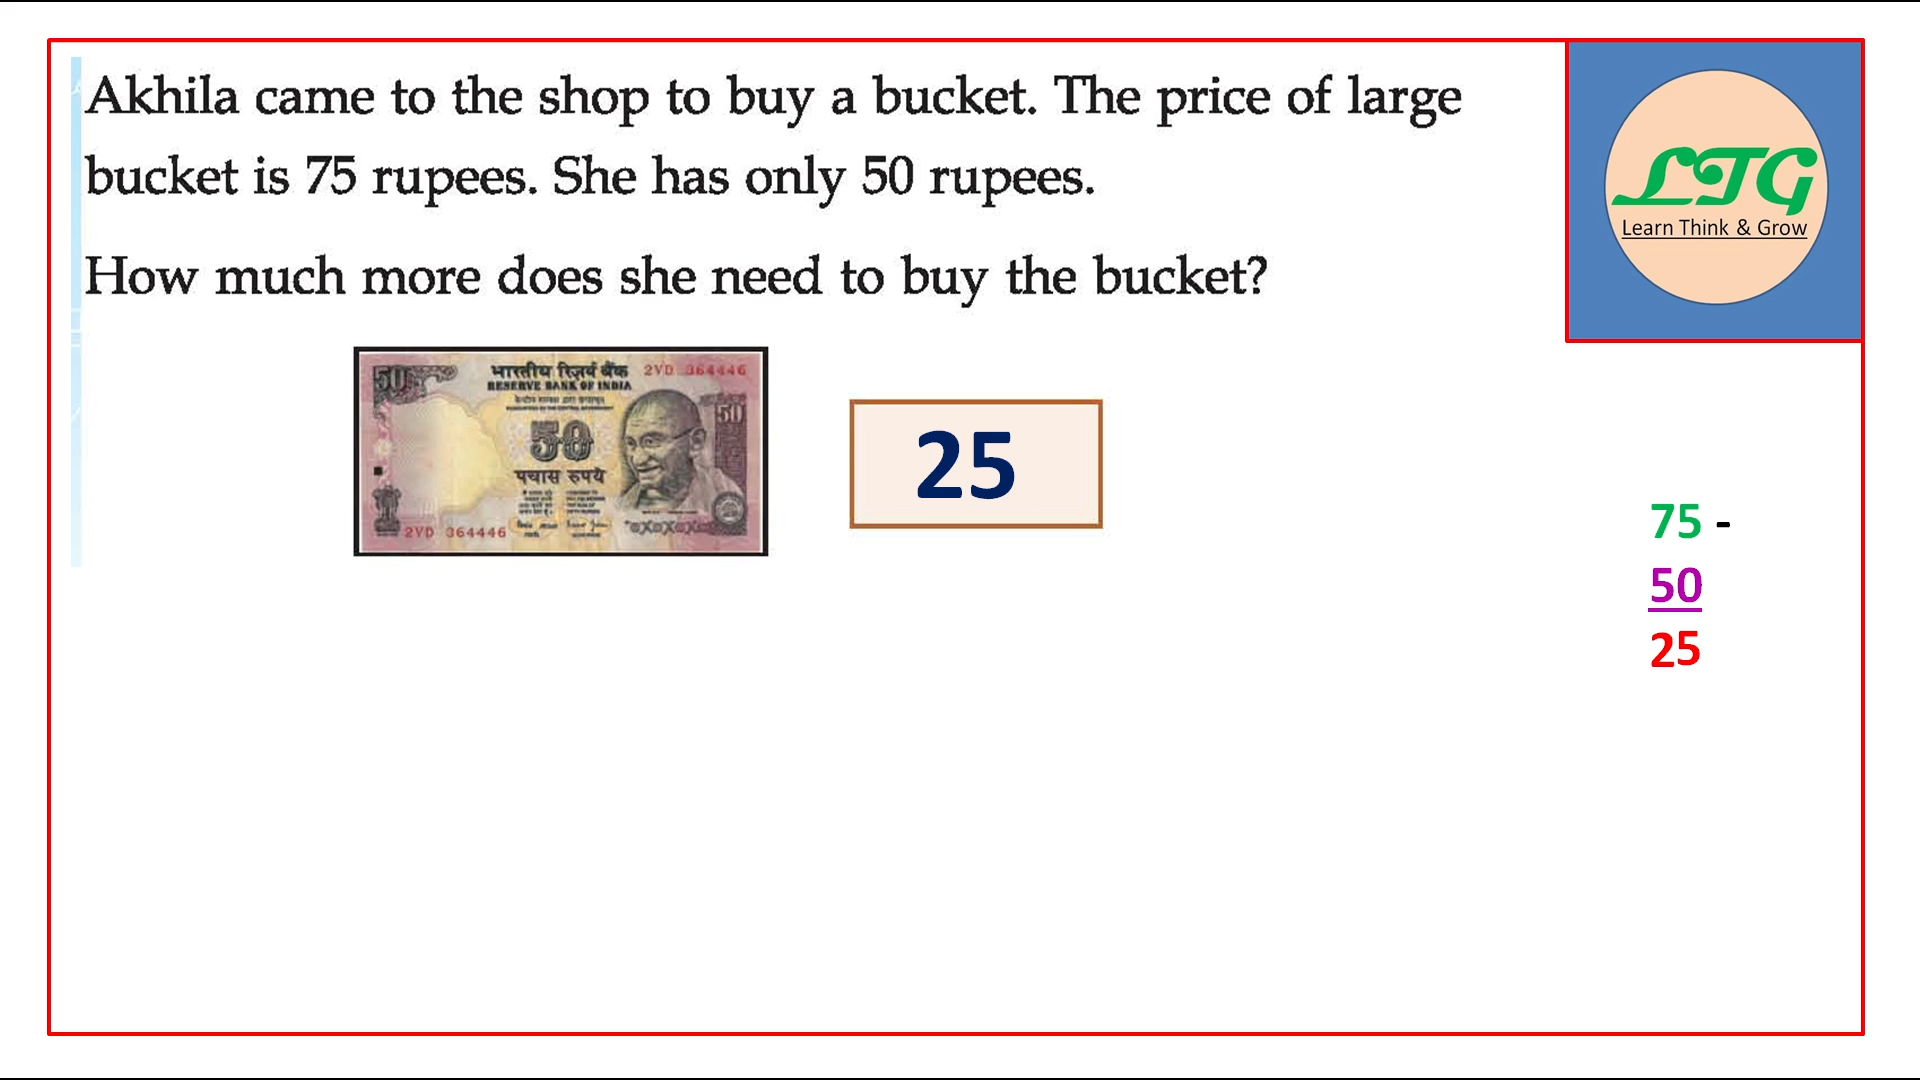 Akhila came to the shop to buy a bucket. The price of large
bucket is 75 rupees. She has only 50 rupees.
How much more does she need to buy the bucket?
LTG
Learn Think & Grow
50
भारतीय रिज़र्व बैंक
2VD 364446
RESERVE BANK OF INDIA
50
50
पचास रुपये
2VD 364446
25
75 -
50
25